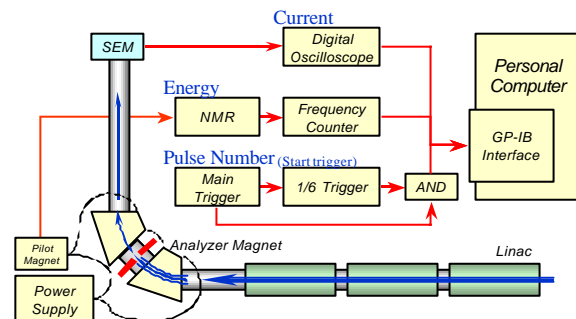 Current
SEM
Digital
Oscilloscope
Personal
Computer
Energy
NMR
Frequency
Counter
GP-IB
Interface
Pulse Number (Start trigger)
Main
Trigger
1/6 Trigger
AND
Pilot
Magnet
Analyzer Magnet
Linac
Power
Supply